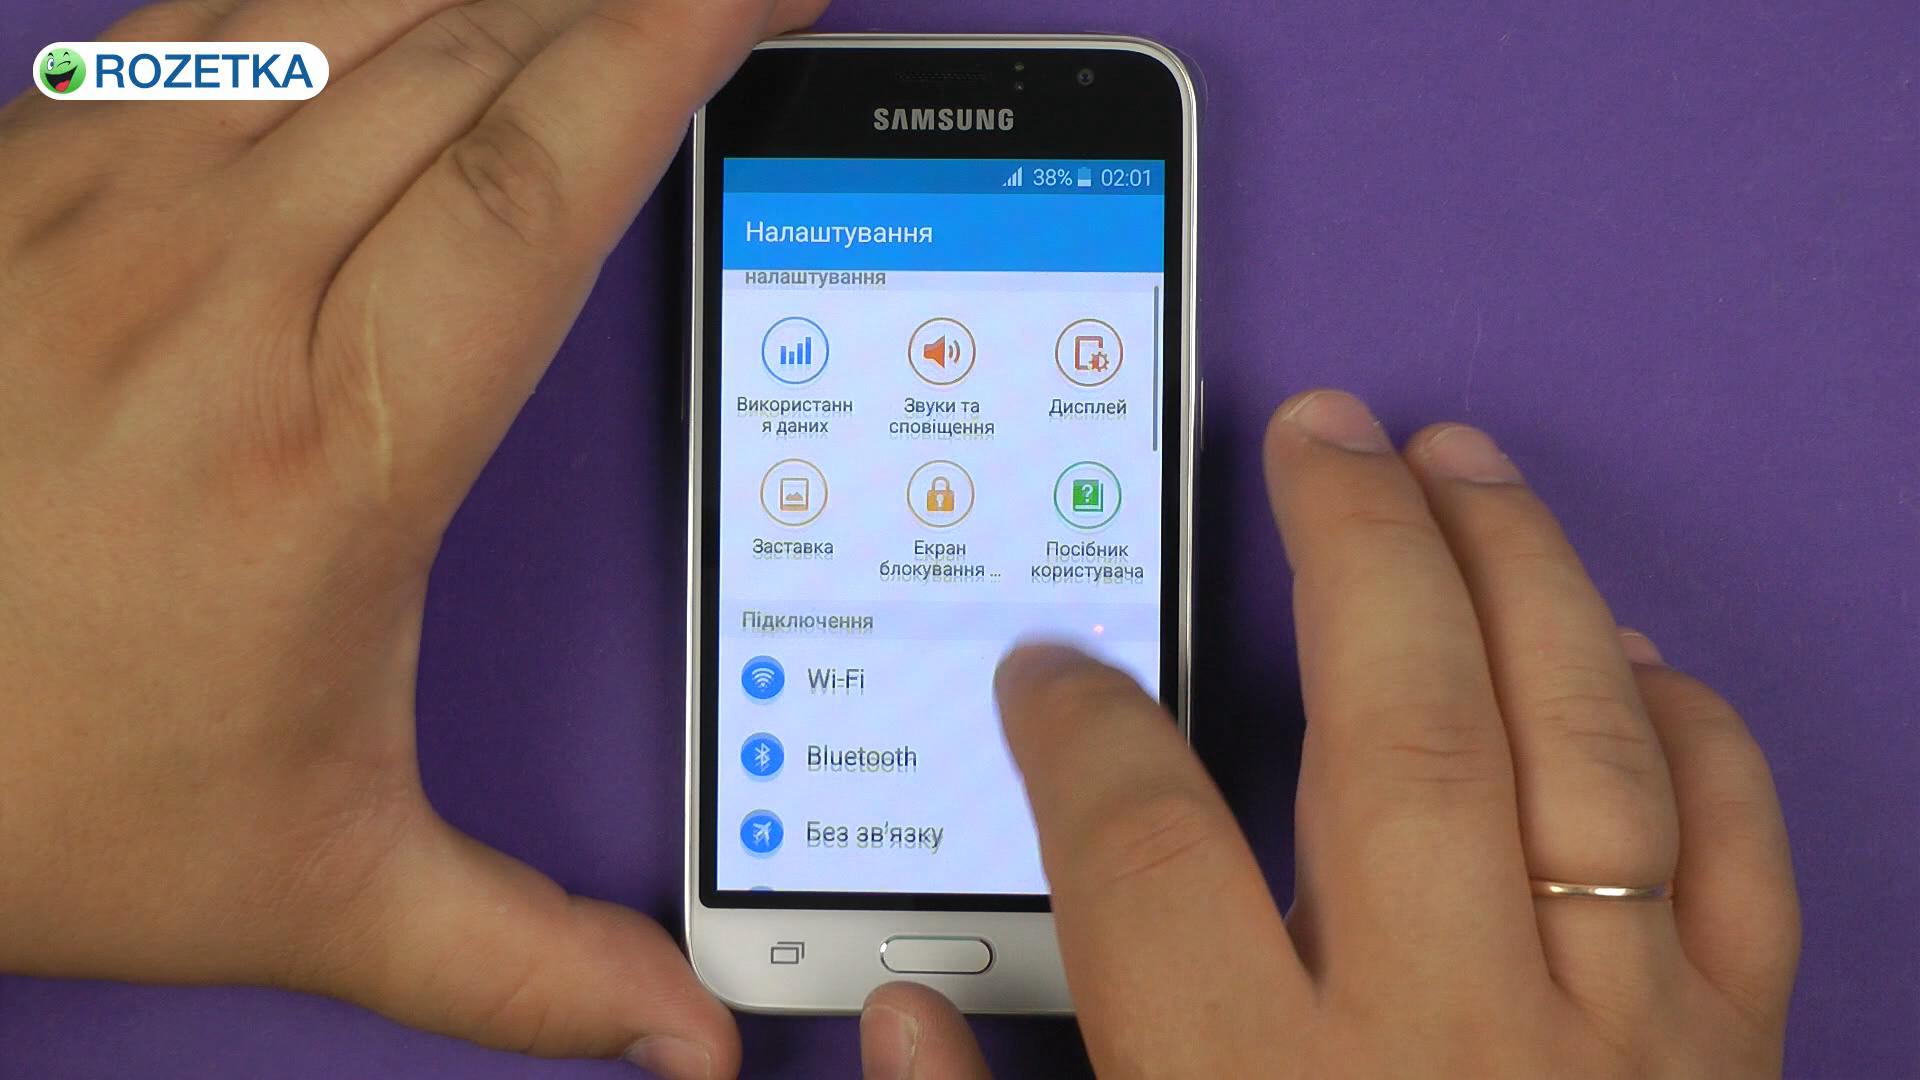 ROZETKA
SAMSUNG
38% 02:01
Налаштування
налаштування
Використанн
я даних
Звуки та
сповіщення
Дисплей
Заставка
Екран
блокування ...
Посібник
користувача
Підключення
Wi-Fi
Bluetooth
Без зв'язку